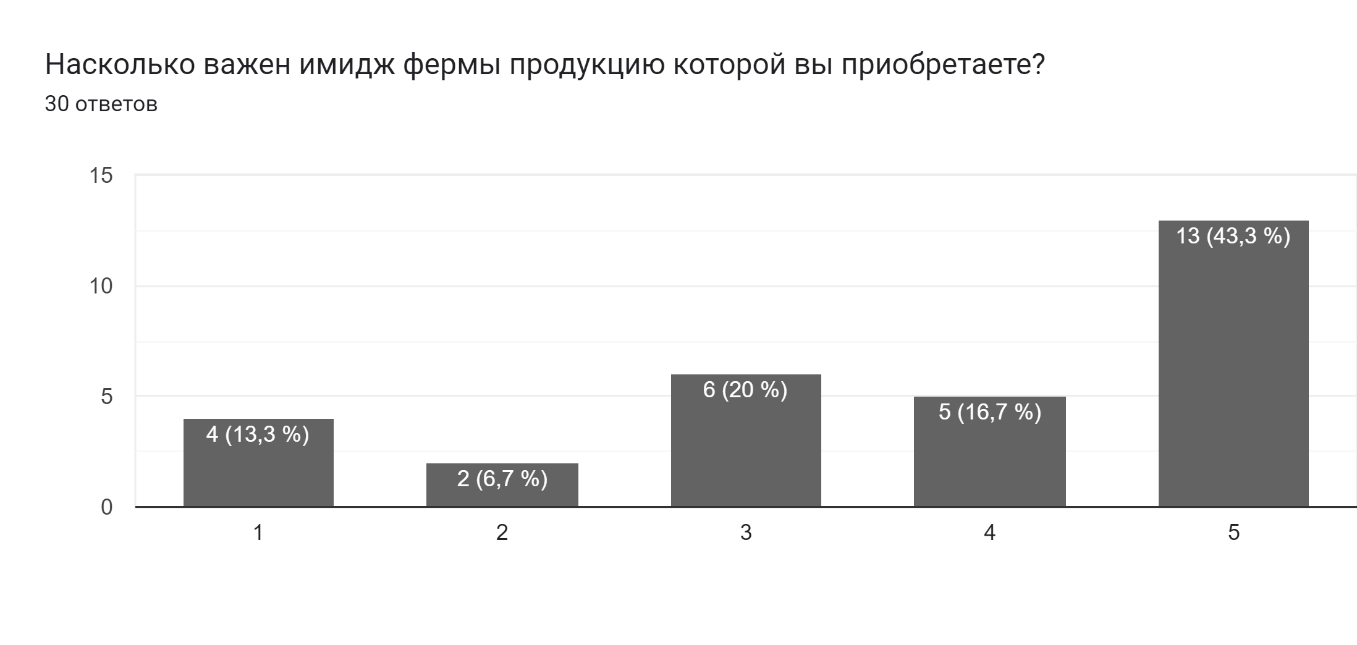 Насколько важен имидж фермы продукцию которой вы приобретаете?
30 ответов
15
10
5
0
4 (13,3 %)
2 (6,7 %)
6 (20 %)
5 (16,7 %)
13 (43,3 %)
1 2 3 4 5